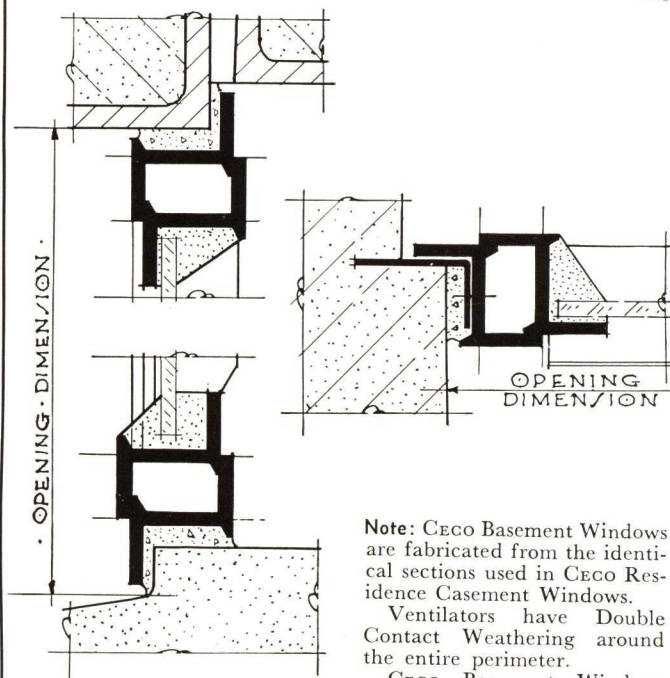 · OPENING · DIMENSION ·
OPENING
DIMENSION
Note: CECO Basement Windows
are fabricated from the identi-
cal sections used in CECO Res-
idence Casement Windows.
Ventilators have Double
Contact Weathering around
the entire perimeter.